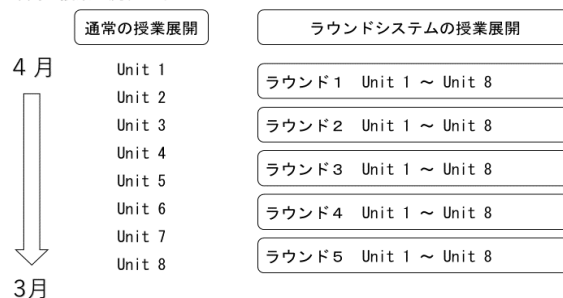 通常の授業展開
ラウンドシステムの授業展開
4 月
Unit 1
Unit 2
Unit 3
Unit 4
Unit 5
Unit 6
Unit 7
Unit 8
3月
ラウンド1 Unit 1 ～ Unit 8
ラウンド2 Unit 1 ～ Unit 8
ラウンド3 Unit 1 ～ Unit 8
ラウンド4 Unit 1 ～ Unit 8
ラウンド5 Unit 1 ～ Unit 8